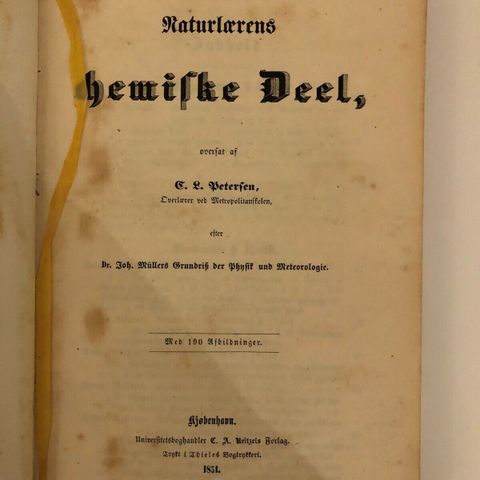 Naturlærens
chemiske Deel,
oversat af
C. L. Petersen,
Overlærer ved Metropolitanskolen,
efter
Dr. Joh. Müllers Grundriß der Physik und Meteorologie.
Med 190 Afbildninger.
Kjøbenhavn.
Universitetsboghandler C. A. Reitzels Forlag.
Trykt i Thieles Bogtrykkeri.
1851.